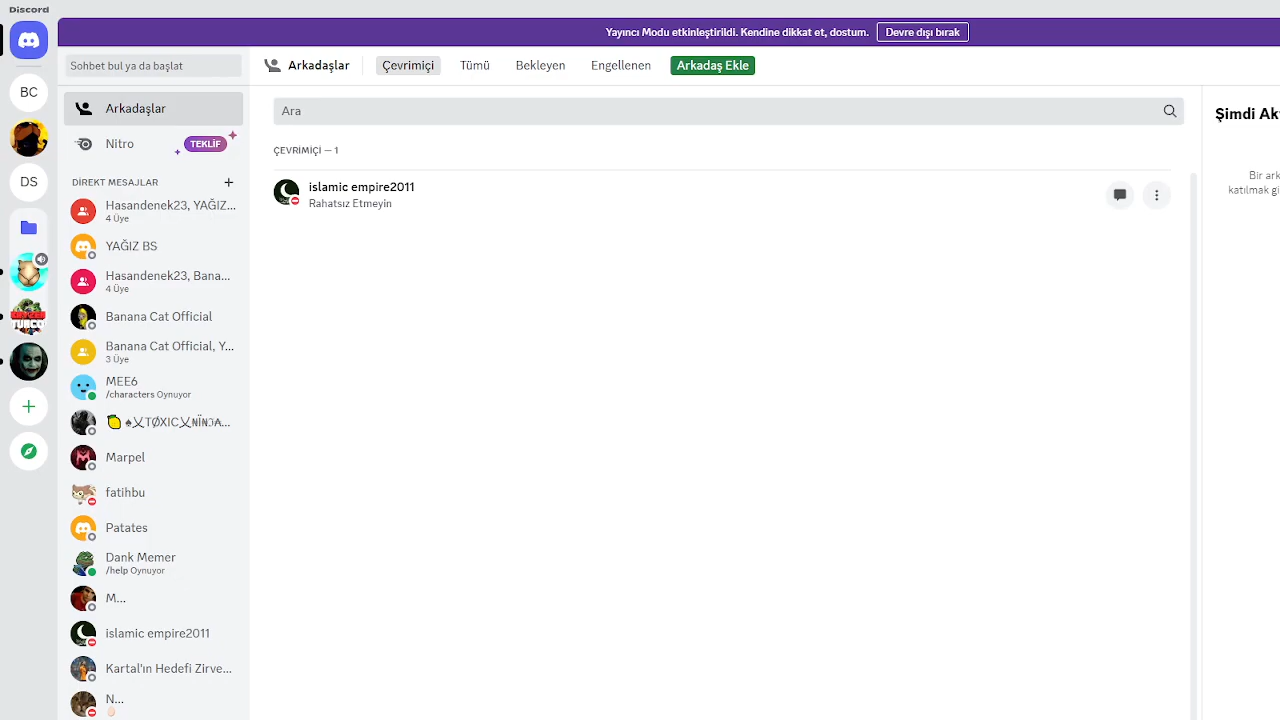 Discord
Yayıncı Modu etkinleştirildi. Kendine dikkat et, dostum.
Devre dışı bırak
Sohbet bul ya da başlat
Arkadaşlar
Çevrimiçi
Tümü
Bekleyen
Engellenen
Arkadaş Ekle
BC
DS
Arkadaşlar
Nitro
TEKLİF
DİREKT MESAJLAR
Hasandenek23, YAĞIZ...
4 Üye
YAĞIZ BS
Hasandenek23, Bana...
4 Üye
Banana Cat Official
Banana Cat Official, Y...
3 Üye
MEE6
/characters Oynuyor
Marpel
fatihbu
Patates
Dank Memer
/help Oynuyor
M...
islamic empire2011
Kartal'ın Hedefi Zirve...
N...
Ara
ÇEVRİMİÇİ — 1
islamic empire2011
Rahatsız Etmeyin
Şimdi Ak
Bir ark
katılmak gi